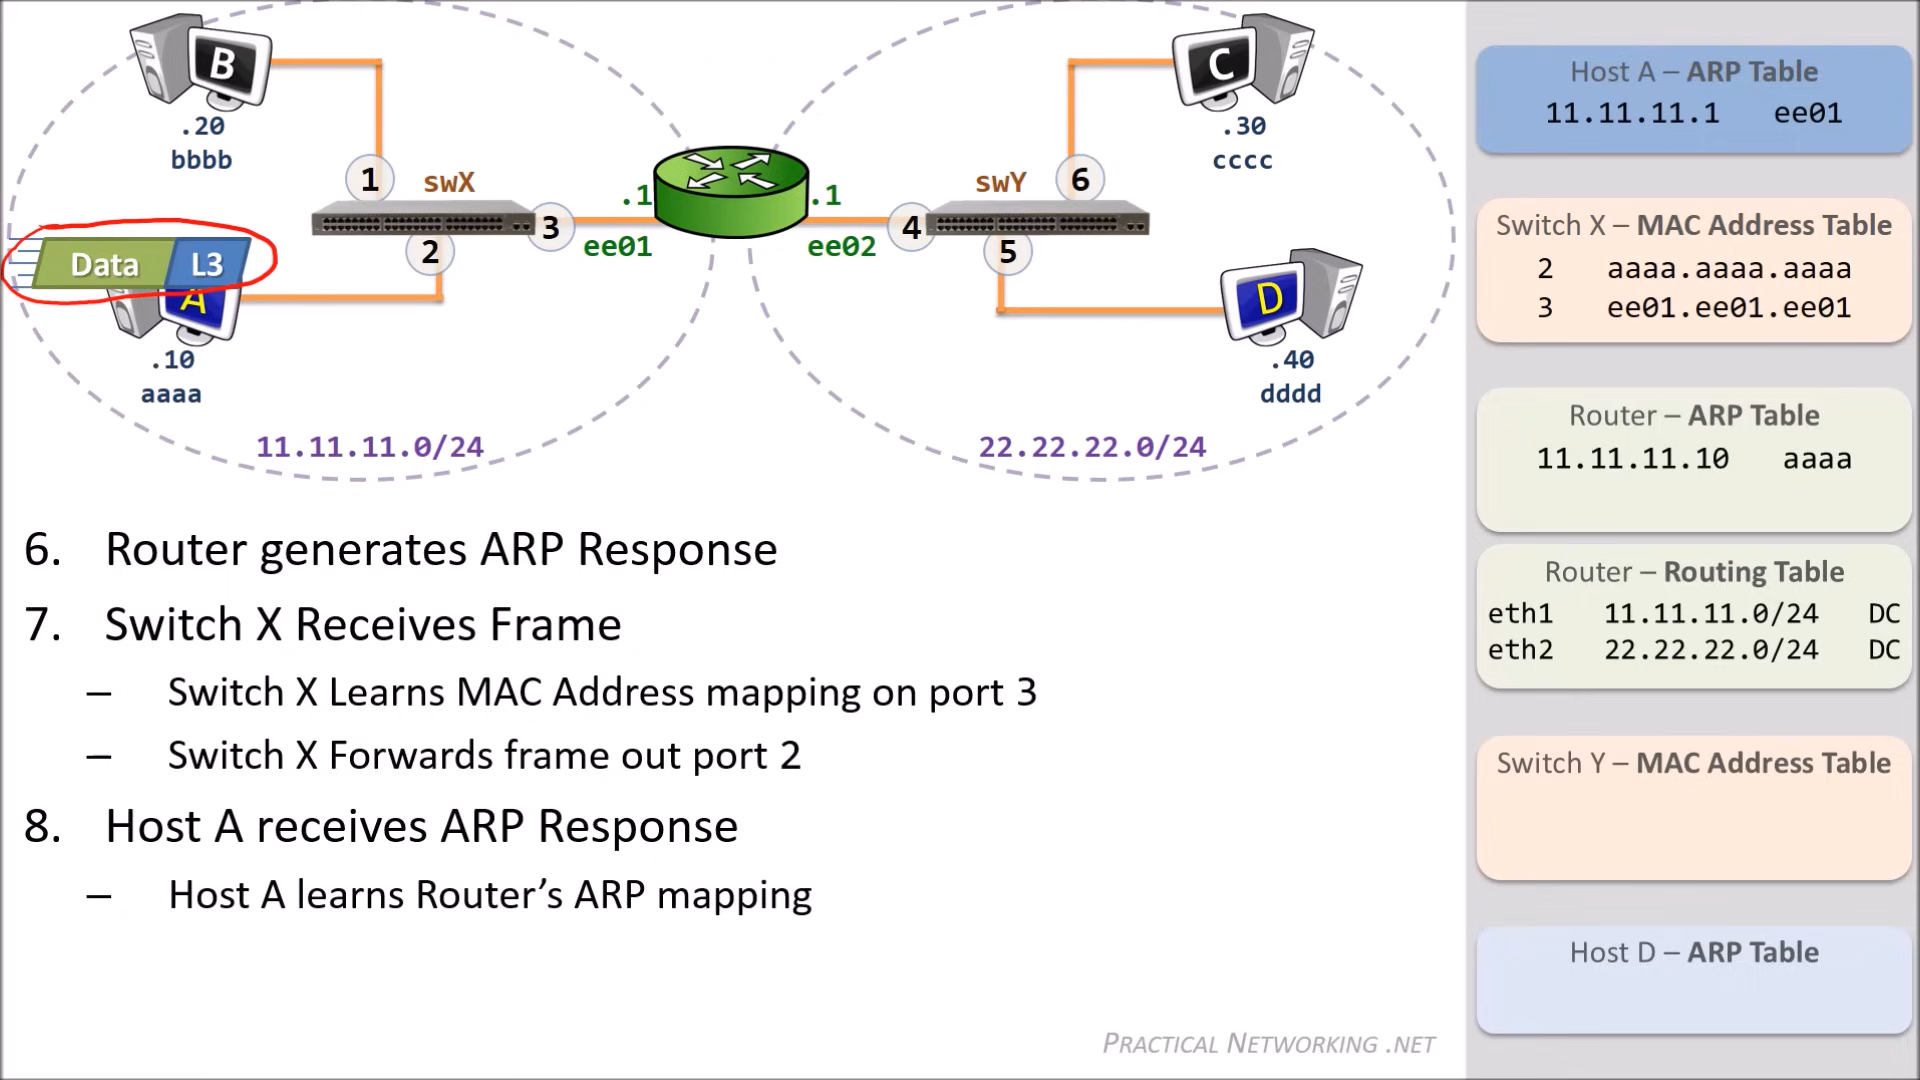 B
.20
bbbb
1
swX
3
2
Data L3
A
.10
aaaa
11.11.11.0/24
.1
ee01
.1
ee02
swY
4
6
5
C
.30
cccc
D
.40
dddd
22.22.22.0/24
6. Router generates ARP Response
7. Switch X Receives Frame
– Switch X Learns MAC Address mapping on port 3
– Switch X Forwards frame out port 2
8. Host A receives ARP Response
– Host A learns Router’s ARP mapping
PRACTICAL NETWORKING .NET
Host A – ARP Table
11.11.11.1 ee01
Switch X – MAC Address Table
2 aaaa.aaaa.aaaa
3 ee01.ee01.ee01
Router – ARP Table
11.11.11.10 aaaa
Router – Routing Table
eth1 11.11.11.0/24 DC
eth2 22.22.22.0/24 DC
Switch Y – MAC Address Table
Host D – ARP Table